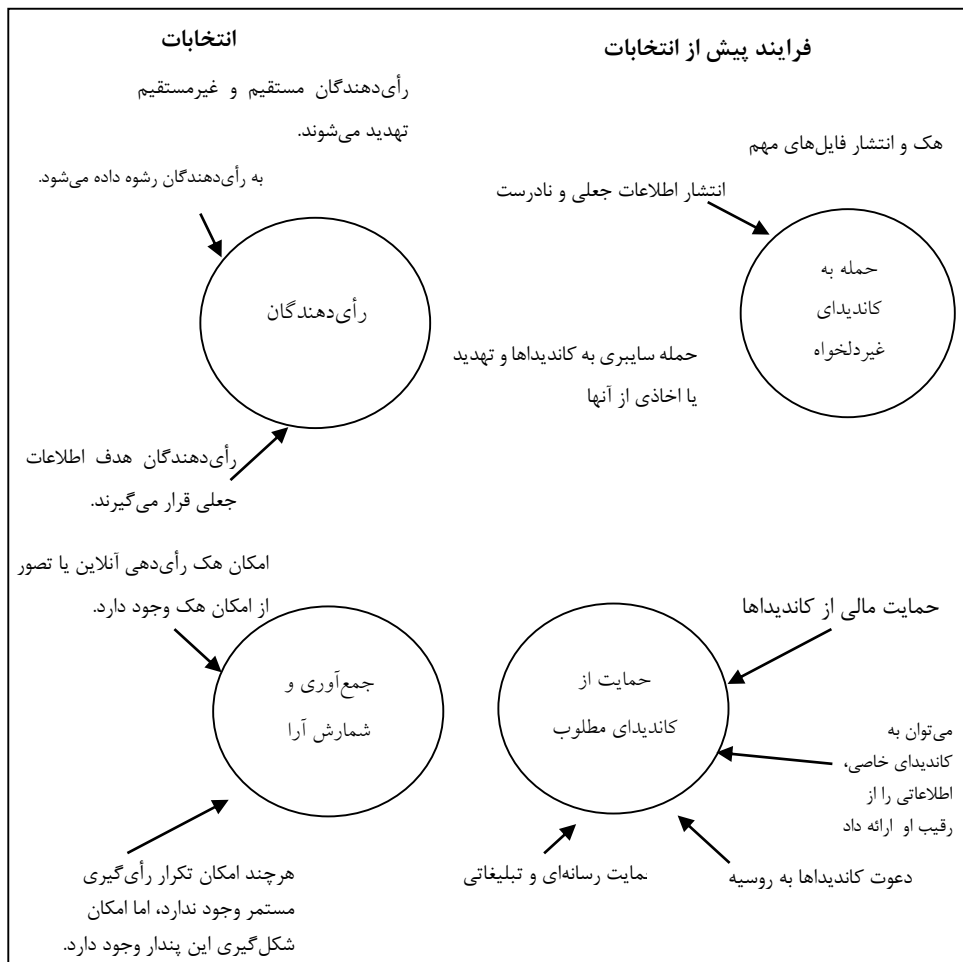 فرایند پیش از انتخابات
هک و انتشار فایل‌های مهم
انتشار اطلاعات جعلی و نادرست
حمله به
کاندیدای
غیردلخواه
حمله سایبری به کاندیداها و تهدید
یا اخاذی از آنها
حمایت مالی از کاندیداها
حمایت از
کاندیدای مطلوب
می‌توان به
کاندیدای خاصی،
اطلاعاتی را از
رقیب او ارائه داد
دعوت کاندیداها به روسیه
ـمایت رسانه‌ای و تبلیغاتی
انتخابات
رأی‌دهندگان مستقیم و غیرمستقیم
تهدید می‌شوند.
به رأی‌دهندگان رشوه داده می‌شود.
رأی‌دهندگان
رأی‌دهندگان هدف اطلاعات
جعلی قرار می‌گیرند.
امکان هک رأی‌دهی آنلاین یا تصور
از امکان هک وجود دارد.
جمع‌آوری و
شمارش آرا
هرچند امکان تکرار رأی‌گیری
مستمر وجود ندارد، اما امکان
شکل‌گیری این پندار وجود دارد.